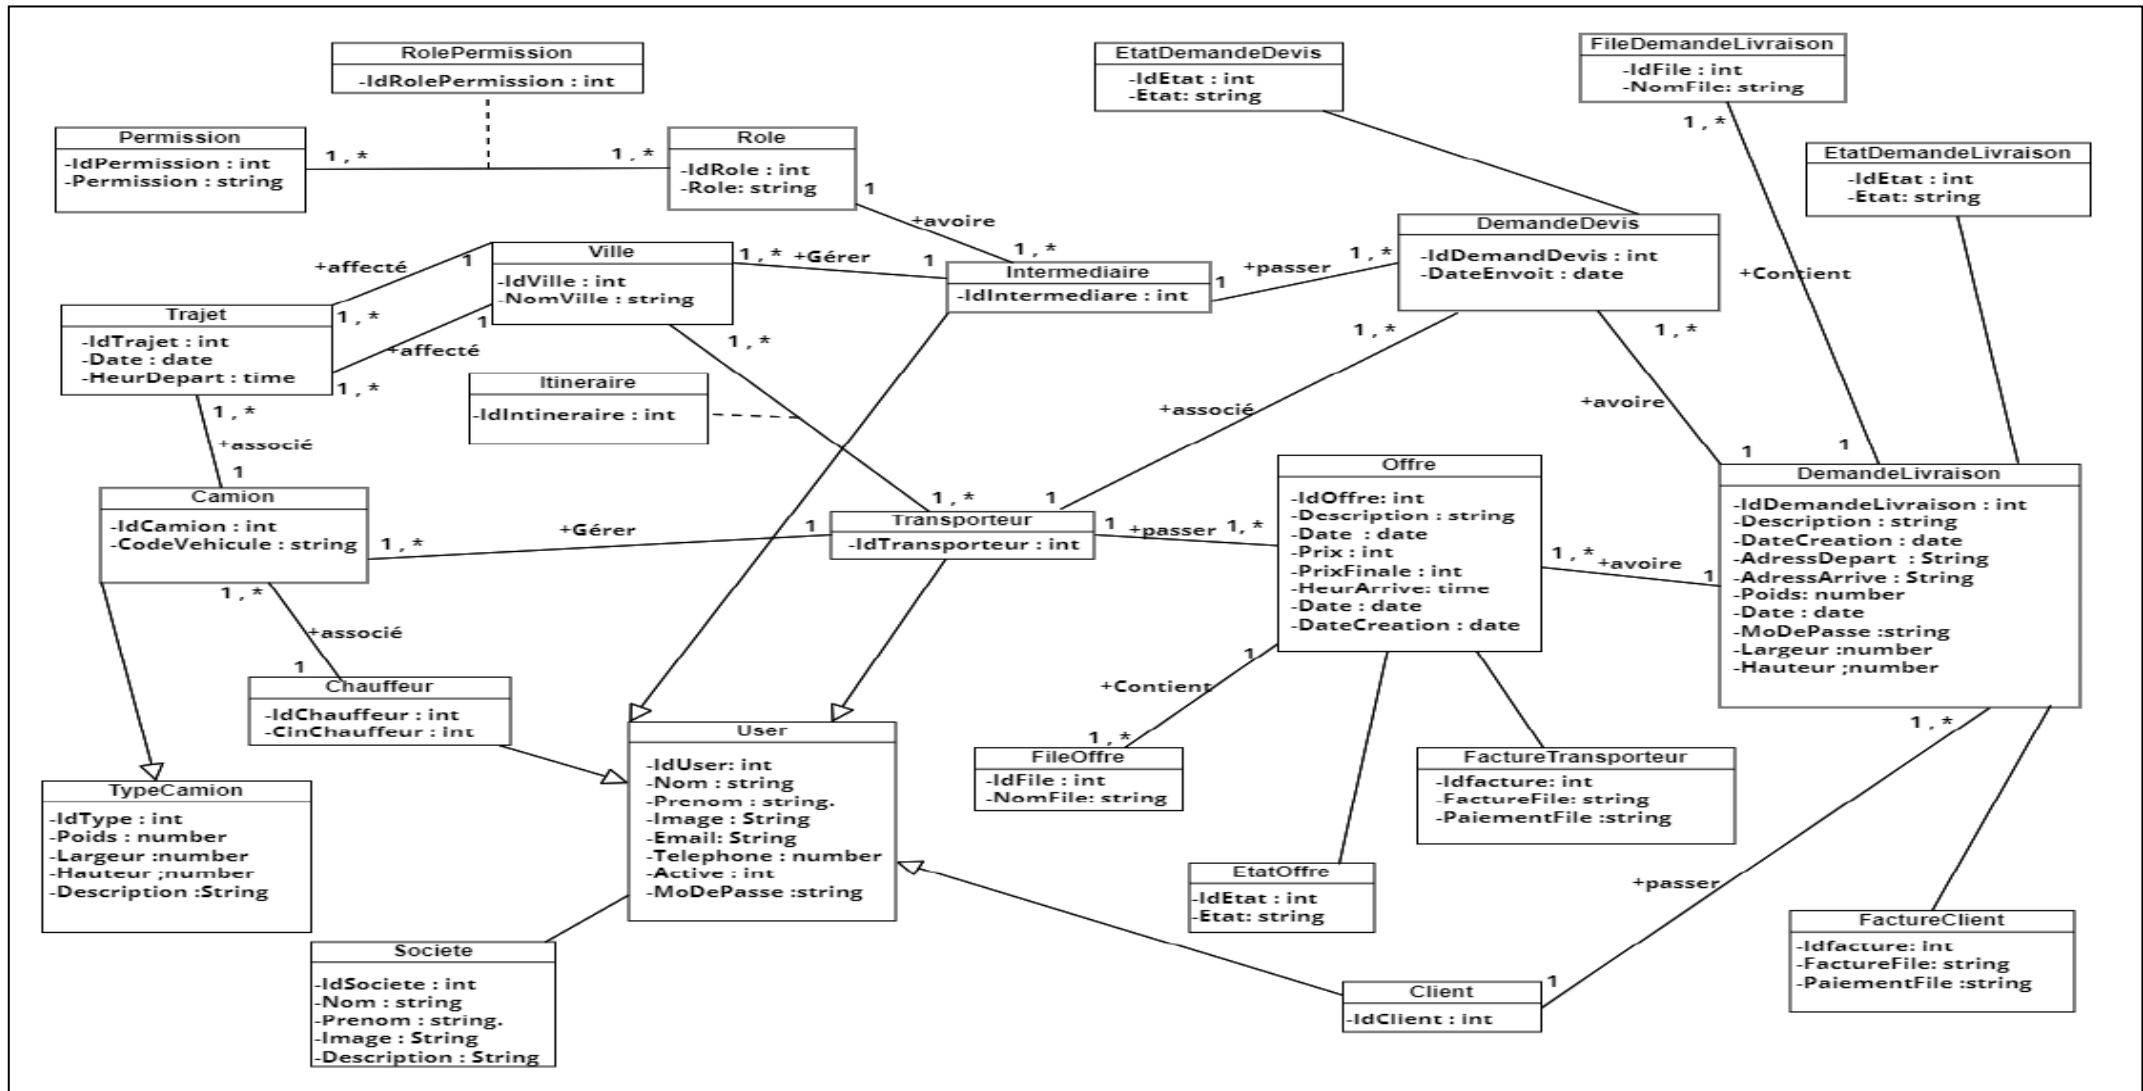 RolePermission
-IdRolePermission : int
EtatDemandeDevis
-IdEtat : int
-Etat: string
FileDemandeLivraison
-IdFile : int
-NomFile: string
1,*
Permission
-IdPermission : int
-Permission : string
1,*
1,*
Role
-IdRole : int
-Role: string
1
+avoire
1,*
EtatDemandeLivraison
-IdEtat : int
-Etat: string
DemandeDevis
-IdDemandDevis : int
-DateEnvoit : date
+Contient
+affecté
1
Ville
-IdVille : int
-NomVille : string
1,*
+Gérer
1
Intermediaire
-IdIntermediare : int
1
+passer
1,*
Trajet
-IdTrajet : int
-Date : date
-HeurDepart : time
1,*
1
+affecté
1,*
1,*
1,*
1,*
Itineraire
-IdIntineraire : int
1,*
+associé
1
+associé
+avoire
1
1
Camion
-IdCamion : int
-CodeVehicule : string
1,*
+Gérer
1
1,*
1
Transporteur
-IdTransporteur : int
1
+passer
1,*
Offre
-IdOffre: int
-Description : string
-Date : date
-Prix : int
-PrixFinale : int
-HeurArrive: time
-Date : date
-DateCreation : date
1,*
+avoire
1
DemandeLivraison
-IdDemandeLivraison : int
-Description : string
-DateCreation : date
-AdressDepart : String
-AdressArrive : String
-Poids: number
-Date : date
-MoDePasse :string
-Largeur :number
-Hauteur ;number
1,*
+associé
1
Chauffeur
-IdChauffeur : int
-CinChauffeur : int
1
+Contient
1,*
1,*
TypeCamion
-IdType : int
-Poids : number
-Largeur :number
-Hauteur ;number
-Description :String
User
-IdUser: int
-Nom : string
-Prenom : string.
-Image : String
-Email: String
-Telephone : number
-Active : int
-MoDePasse :string
FileOffre
-IdFile : int
-NomFile: string
FactureTransporteur
-Idfacture: int
-FactureFile: string
-PaiementFile :string
EtatOffre
-IdEtat : int
-Etat: string
+passer
Societe
-IdSociete : int
-Nom : string
-Prenom : string.
-Image : String
-Description : String
Client
-IdClient : int
1
FactureClient
-Idfacture: int
-FactureFile: string
-PaiementFile :string